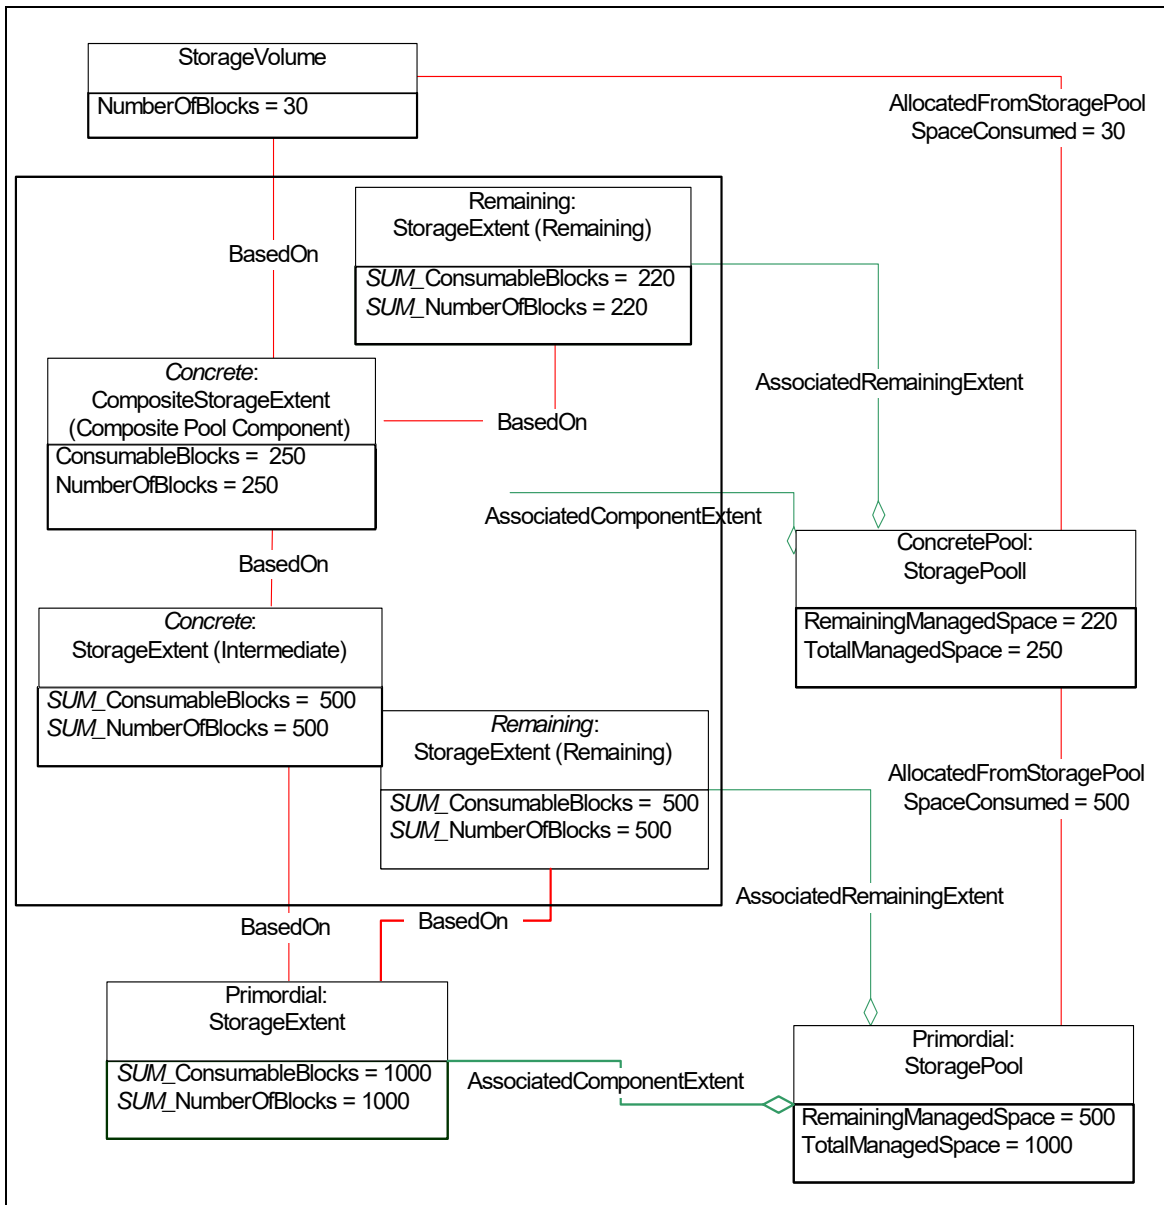 StorageVolume
NumberOfBlocks = 30
AllocatedFromStoragePool
SpaceConsumed = 30
BasedOn
Remaining:
StorageExtent (Remaining)
SUM_ConsumableBlocks =  220
SUM_NumberOfBlocks = 220
Concrete:
CompositeStorageExtent
(Composite Pool Component)
ConsumableBlocks =  250
NumberOfBlocks = 250
BasedOn
AssociatedRemainingExtent
AssociatedComponentExtent
BasedOn
ConcretePool:
StoragePooll
RemainingManagedSpace = 220
TotalManagedSpace = 250
Concrete:
StorageExtent (Intermediate)
SUM_ConsumableBlocks =  500
SUM_NumberOfBlocks = 500
Remaining:
StorageExtent (Remaining)
SUM_ConsumableBlocks =  500
SUM_NumberOfBlocks = 500
AllocatedFromStoragePool
SpaceConsumed = 500
AssociatedRemainingExtent
BasedOn
BasedOn
Primordial:
StorageExtent
SUM_ConsumableBlocks = 1000
SUM_NumberOfBlocks = 1000
AssociatedComponentExtent
Primordial:
StoragePool
RemainingManagedSpace = 500
TotalManagedSpace = 1000